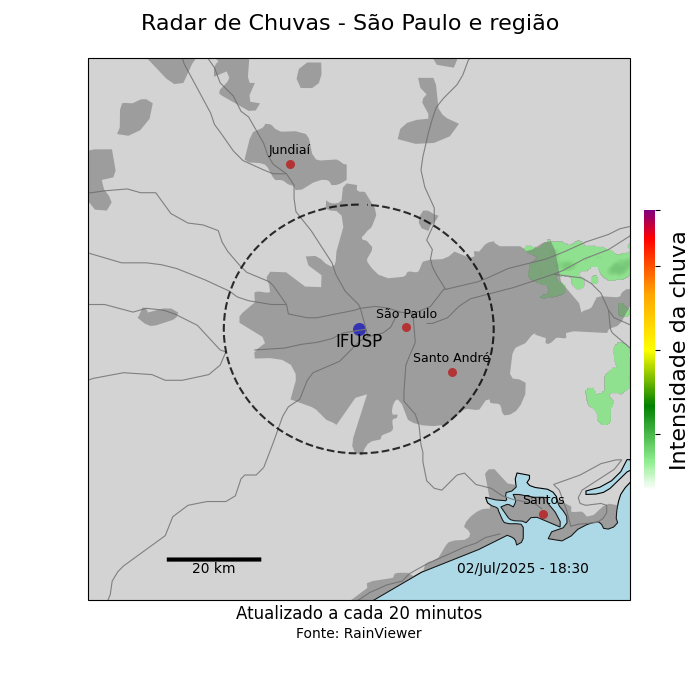 Radar de Chuvas - São Paulo e região
Jundiaí
São Paulo
IFUSP
Santo André
Santos
20 km
02/Jul/2025 - 18:30
Intensidade da chuva
Atualizado a cada 20 minutos
Fonte: RainViewer